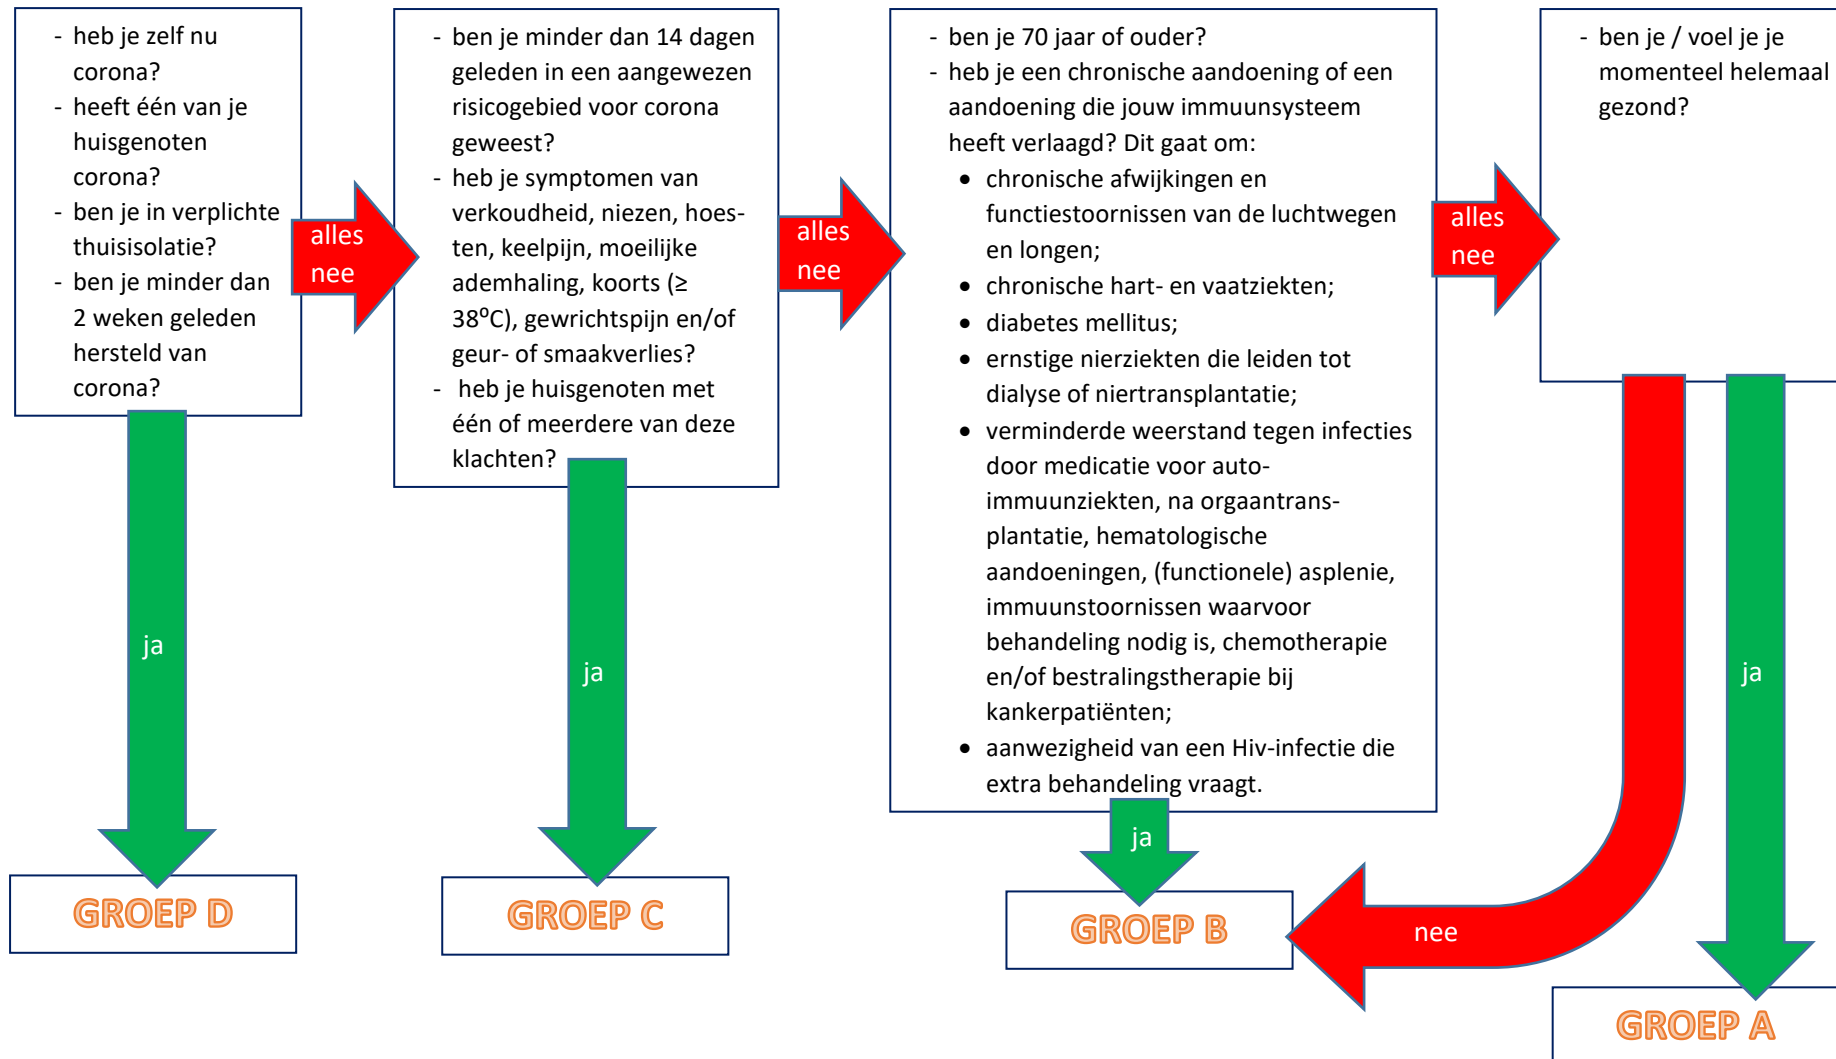 - heb je zelf nu
corona?
- heeft één van je
huisgenoten
corona?
- ben je in verplichte
thuisisolatie?
- ben je minder dan
2 weken geleden
hersteld van
corona?
alles
nee
- ben je minder dan 14 dagen
geleden in een aangewezen
risicogebied voor corona
geweest?
- heb je symptomen van
verkoudheid, niezen, hoes-
ten, keelpijn, moeilijke
ademhaling, koorts (≥
38⁰C), gewrichtspijn en/of
geur- of smaakverlies?
- heb je huisgenoten met
één of meerdere van deze
klachten?
alles
nee
- ben je 70 jaar of ouder?
- heb je een chronische aandoening of een
aandoening die jouw immuunsysteem
heeft verlaagd? Dit gaat om:
• chronische afwijkingen en
functiestoornissen van de luchtwegen
en longen;
• chronische hart- en vaatziekten;
• diabetes mellitus;
• ernstige nierziekten die leiden tot
dialyse of niertransplantatie;
• verminderde weerstand tegen infecties
door medicatie voor auto-
immuunziekten, na orgaantrans-
plantatie, hematologische
aandoeningen, (functionele) asplenie,
immuunstoornissen waarvoor
behandeling nodig is, chemotherapie
en/of bestralingstherapie bij
kankerpatiënten;
• aanwezigheid van een Hiv-infectie die
extra behandeling vraagt.
alles
nee
- ben je / voel je je
momenteel helemaal
gezond?
ja
ja
ja
ja
nee
GROEP D
GROEP C
GROEP B
GROEP A